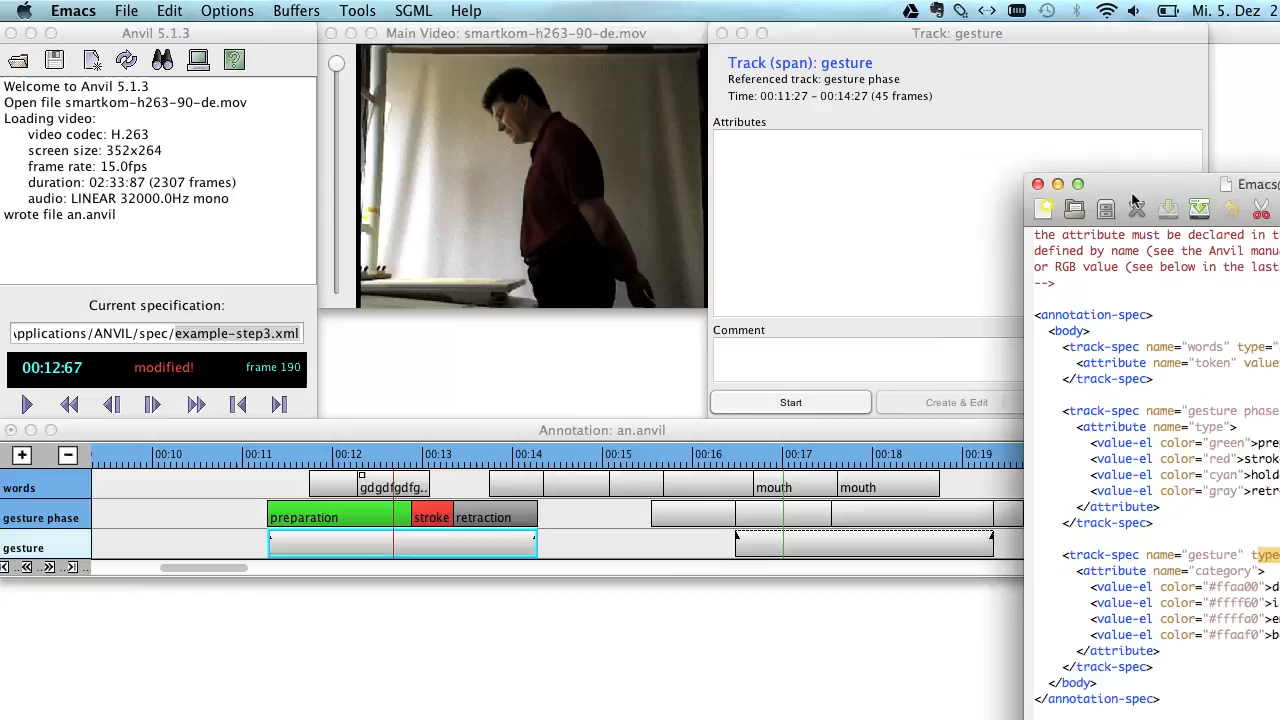 Emacs File Edit Options Buffers Tools SGML Help Mi. 5. Dez 2
Anvil 5.1.3
Welcome to Anvil 5.1.3
Open file smartkom-h263-90-de.mov
Loading video:
video codec: H.263
screen size: 352x264
frame rate: 15.0fps
duration: 02:33:87 (2307 frames)
audio: LINEAR 32000.0Hz mono
wrote file an.anvil
Current specification:
pplications/ANVIL/spec/example-step3.xml
00:12:67 modified! frame 190
Main Video: smartkom-h263-90-de.mov
Track: gesture
Track (span): gesture
Referenced track: gesture phase
Time: 00:11:27 – 00:14:27 (45 frames)
Attributes
Comment
Start Create & Edit
Emacs@
the attribute must be declared in t
defined by name (see the Anvil manu
or RGB value (see below in the last
-->
<annotation-spec>
<body>
<track-spec name="words" type="
<attribute name="token" value
</track-spec>
<track-spec name="gesture phase
<attribute name="type">
<value-el color="green">pre
<value-el color="red">strok
<value-el color="cyan">hold
<value-el color="gray">retr
</attribute>
</track-spec>
<track-spec name="gesture" type
<attribute name="category">
<value-el color="#ffaa00">d
<value-el color="#ffff60">i
<value-el color="#ffffa0">e
<value-el color="#ffaaf0">b
</attribute>
</track-spec>
</body>
</annotation-spec>
Annotation: an.anvil
+ - 00:10 00:11 00:12 00:13 00:14 00:15 00:16 00:17 00:18 00:19
words gdgdfgdfg.. mouth mouth
gesture phase preparation stroke retraction
gesture